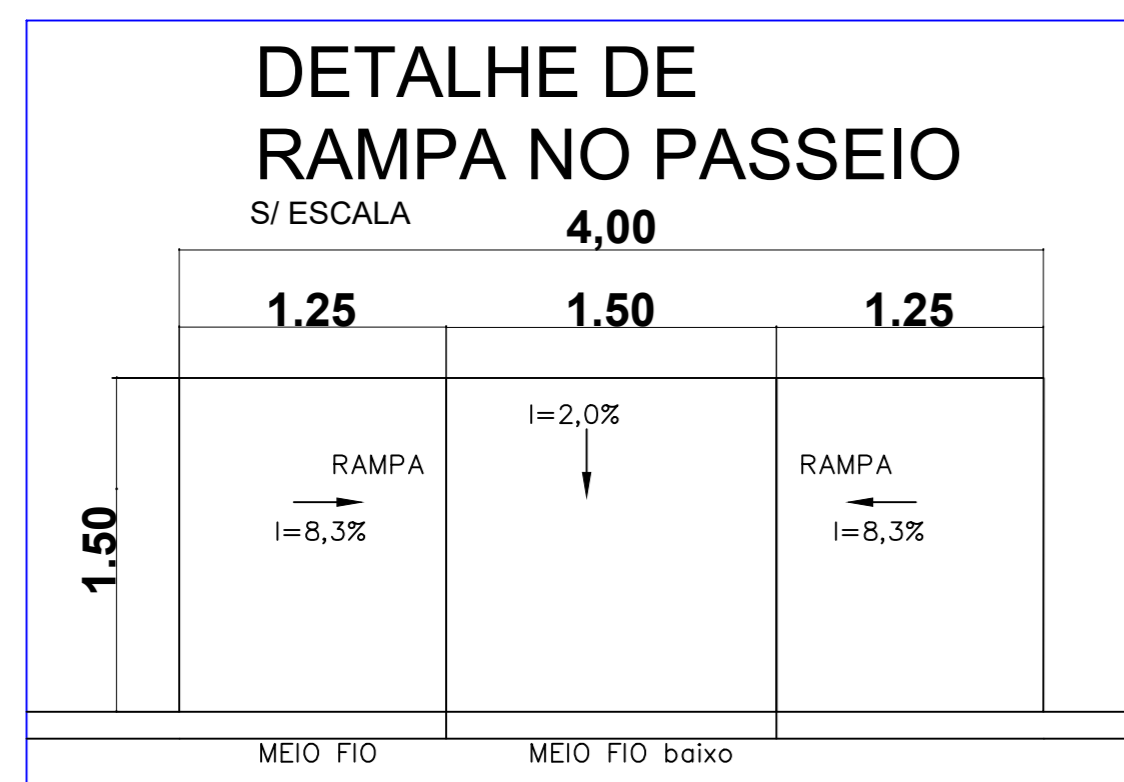 DETALHE DE
RAMPA NO PASSEIO
S/ ESCALA
4,00
1.25 1.50 1.25
I=2,0%
RAMPA RAMPA
I=8,3% I=8,3%
1.50
MEIO FIO MEIO FIO baixo